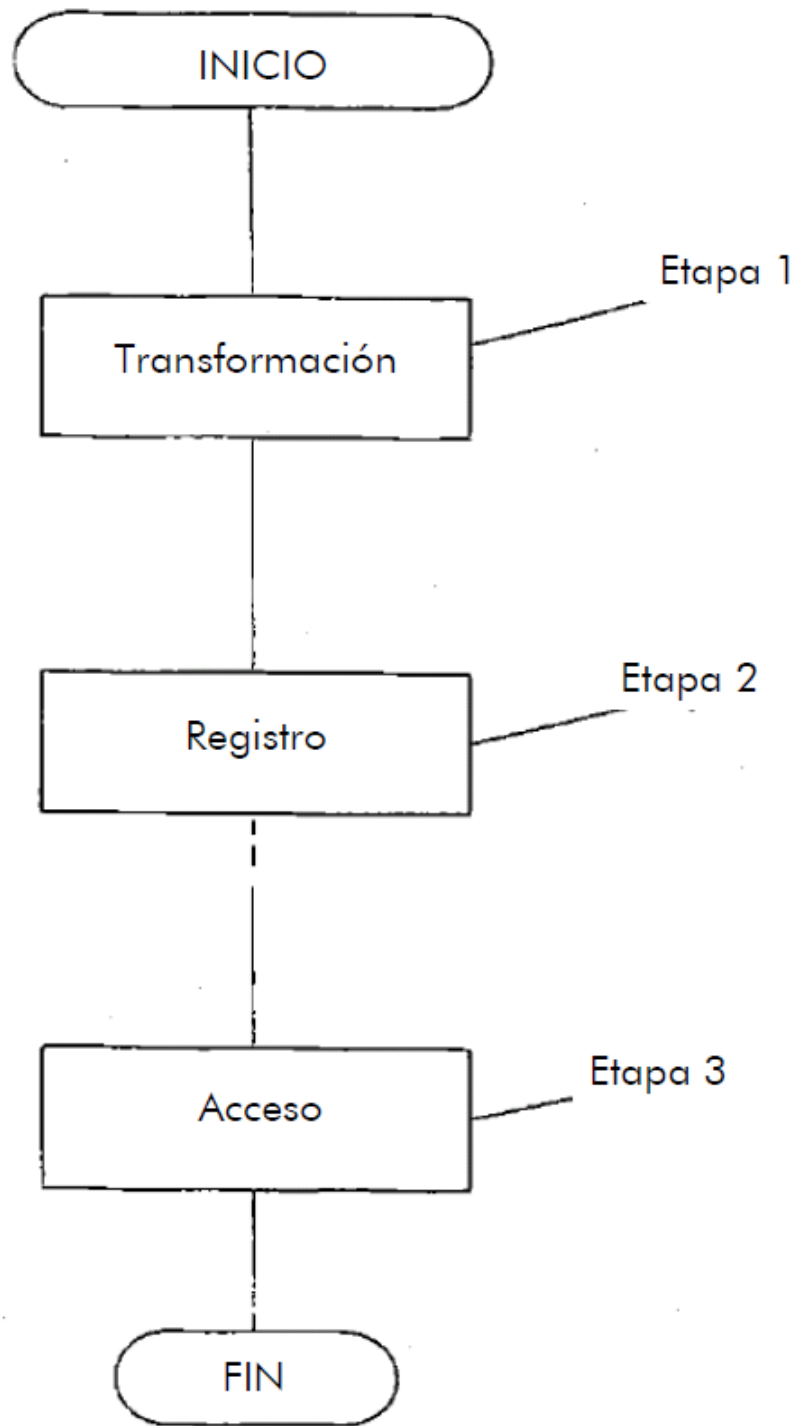 INICIO
Etapa 1
Transformación
Etapa 2
Registro
Etapa 3
Acceso
FIN